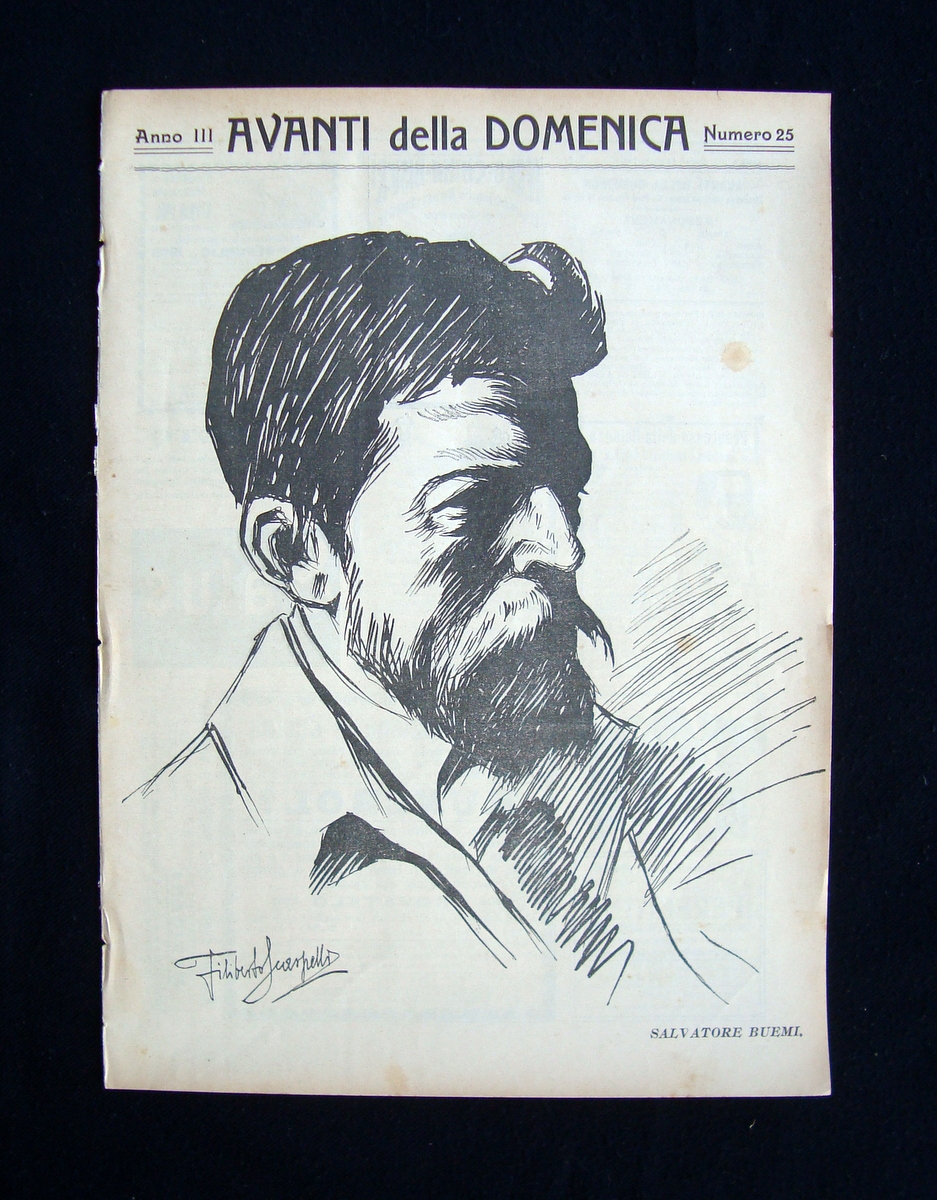 Anno III AVANTI della DOMENICA Numero 25
Filiberto Scarpelli
SALVATORE BUEMI.